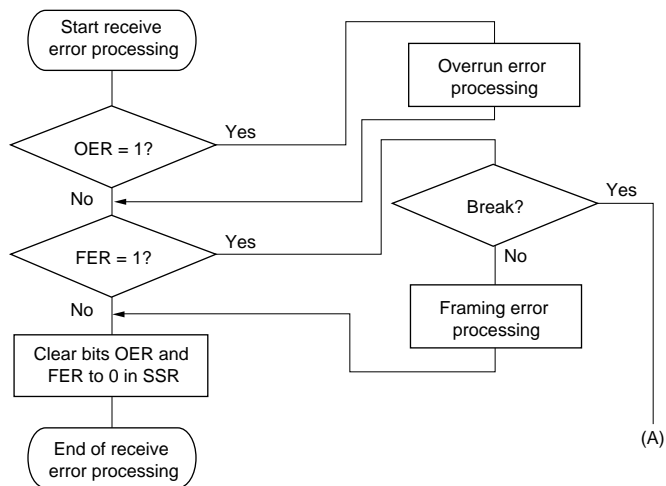 Start receive
error processing
Overrun error
processing
Yes
OER = 1?
No
Yes
Break?
Yes
FER = 1?
No
No
Framing error
processing
Clear bits OER and
FER to 0 in SSR
(A)
End of receive
error processing